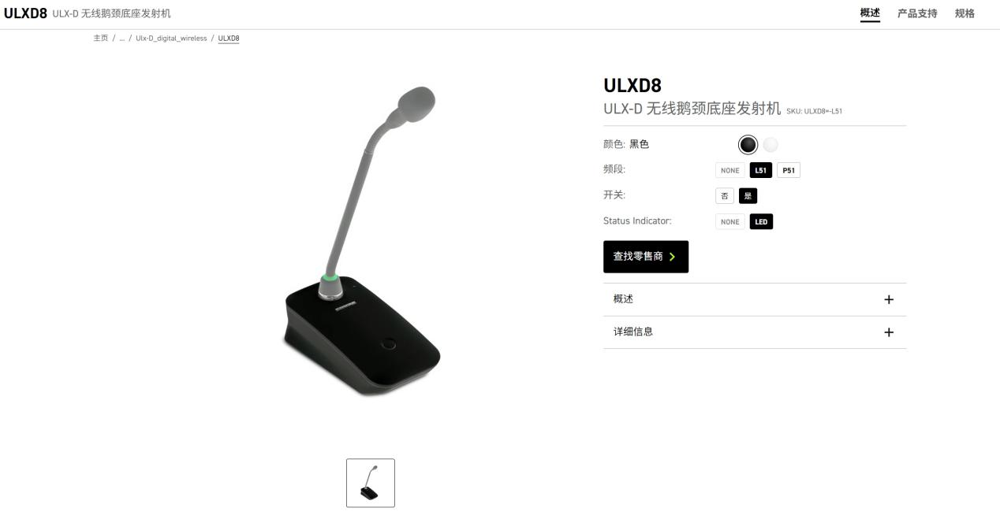 ULXD8 ULX-D 无线鹅颈底座发射机
概述 产品支持 规格
主页 / ... / Ulx-D_digital_wireless / ULXD8
ULXD8
ULX-D 无线鹅颈底座发射机 SKU: ULXD8=-L51
颜色: 黑色
频段: NONE L51 P51
开关: 否 是
Status Indicator: NONE LED
查找零售商
概述
详细信息